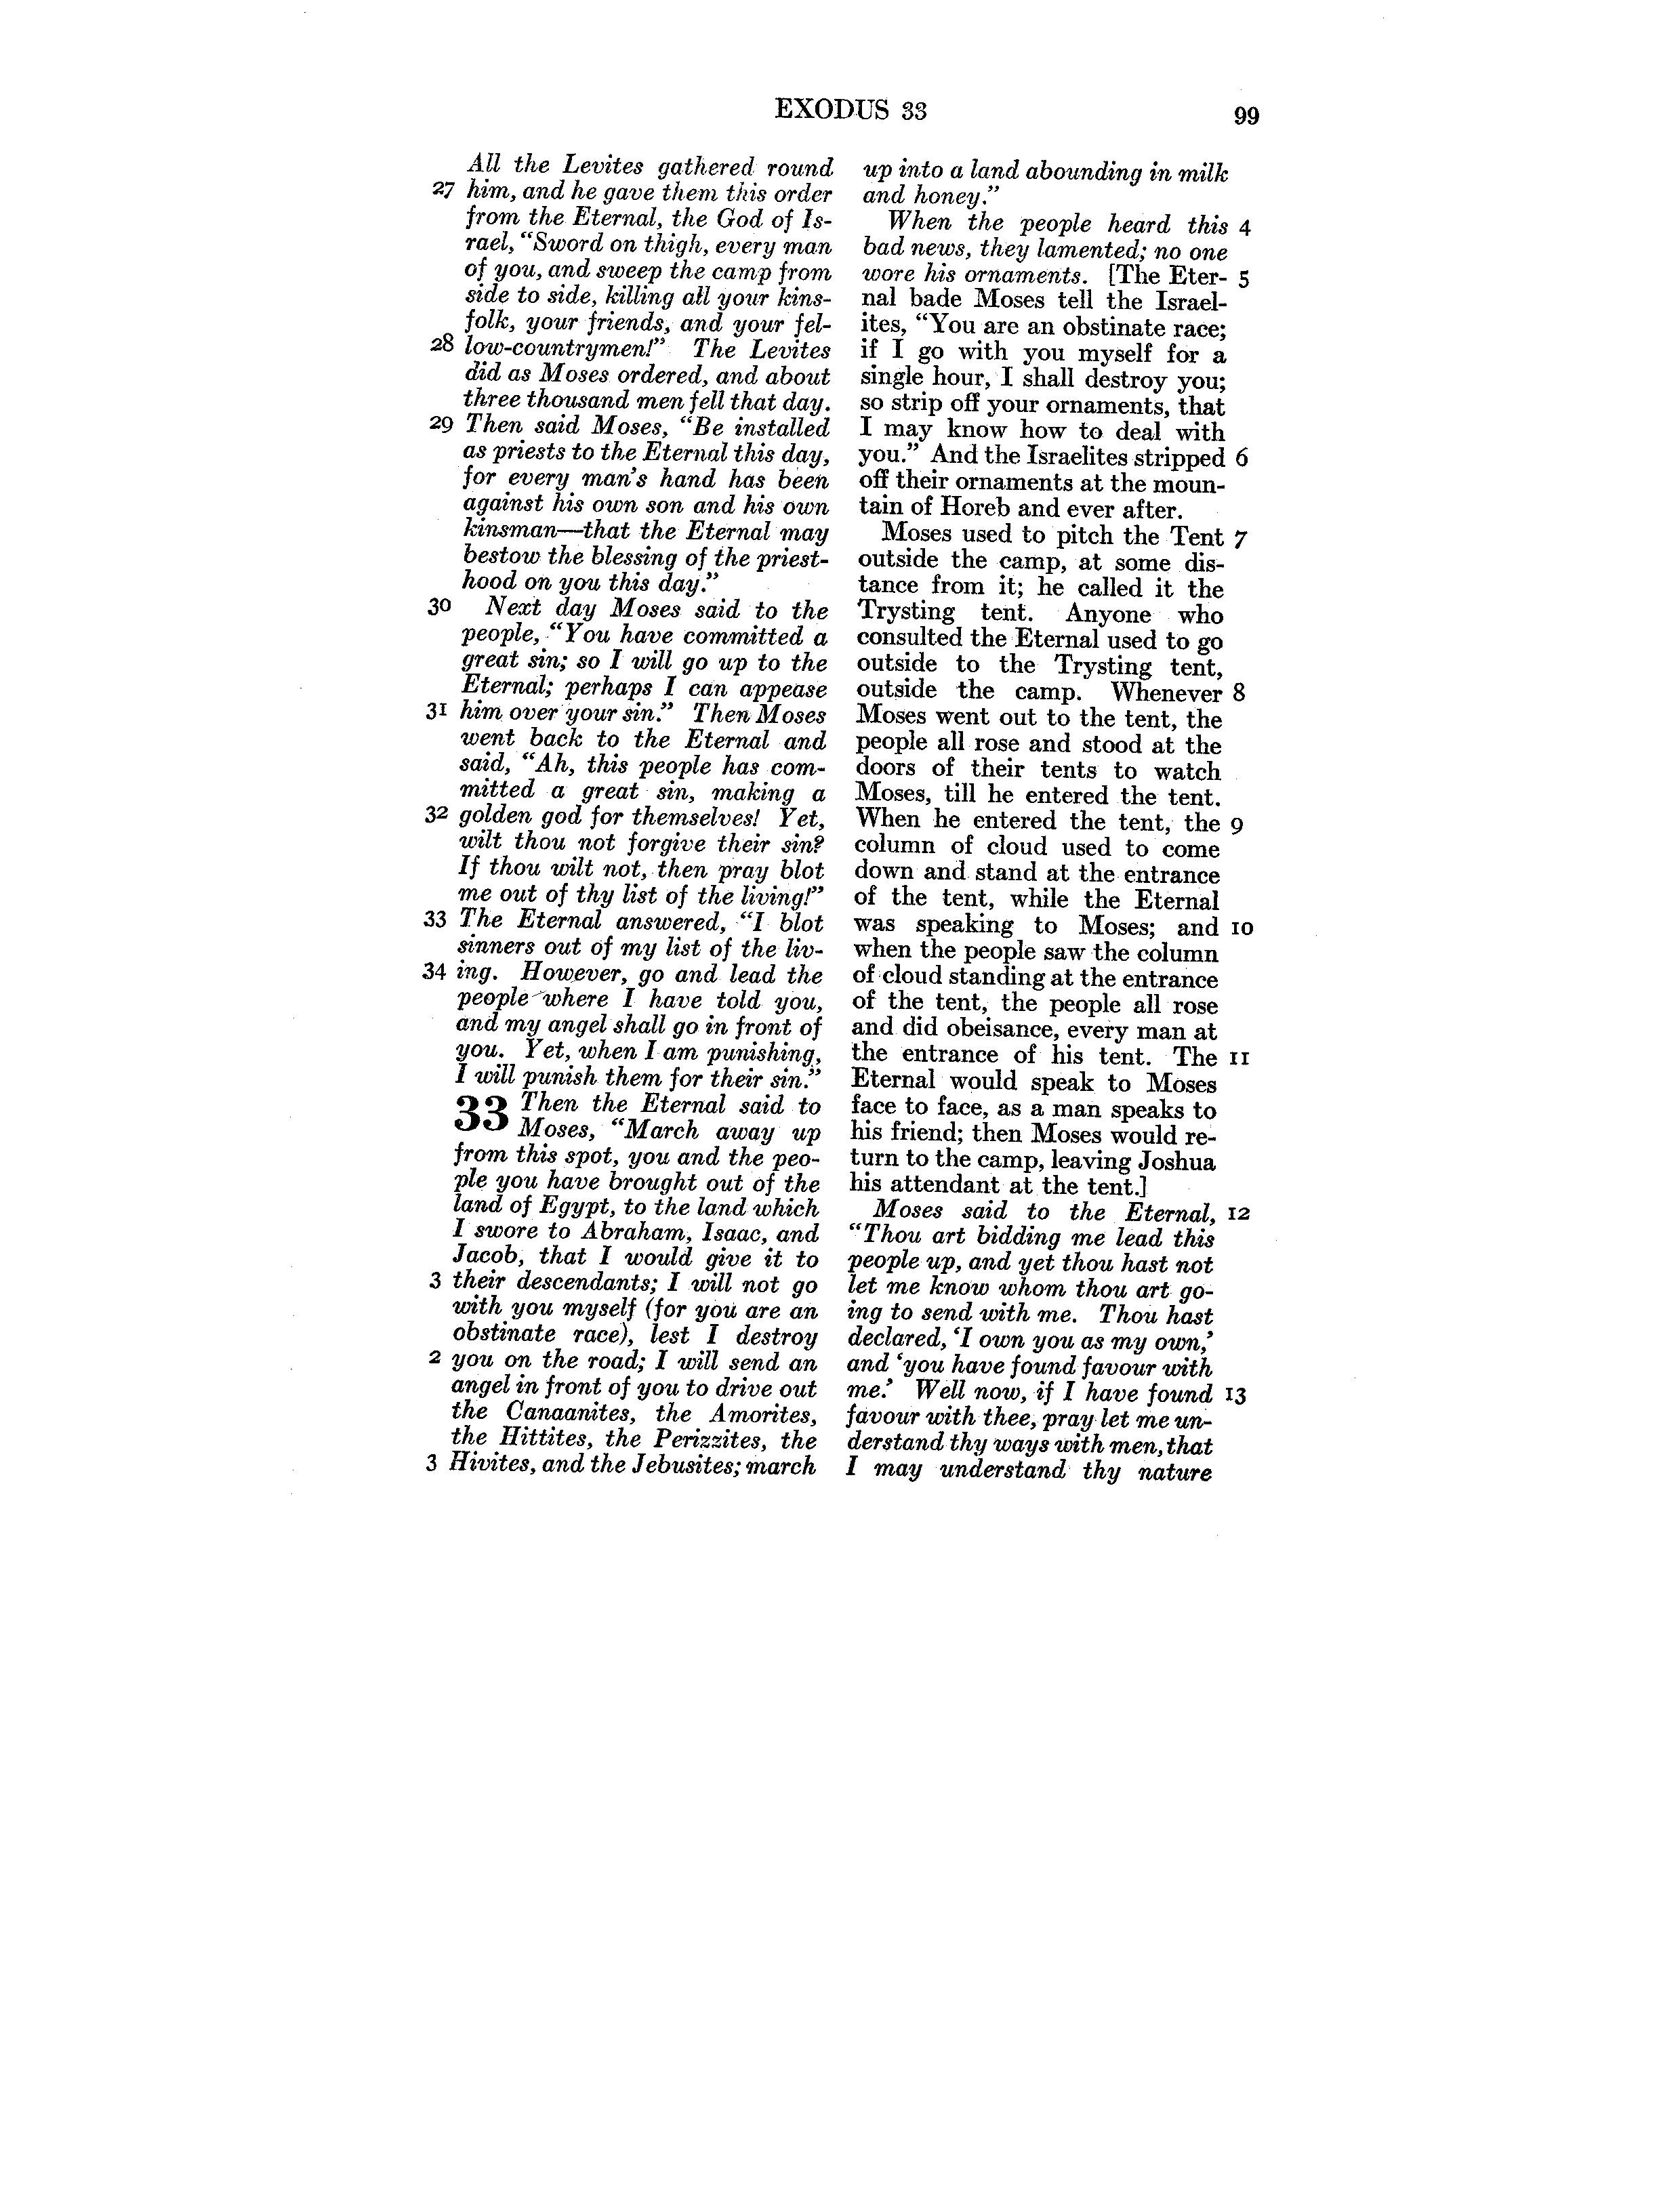 EXODUS 33
99
All the Levites gathered round
27 him, and he gave them this order
from the Eternal, the God of Is-
rael, “Sword on thigh, every man
of you, and sweep the camp from
side to side, killing all your kins-
folk, your friends, and your fel-
28 low-countrymen!” The Levites
did as Moses ordered, and about
three thousand men fell that day.
29 Then said Moses, “Be installed
as priests to the Eternal this day,
for every man’s hand has been
against his own son and his own
kinsman—that the Eternal may
bestow the blessing of the priest-
hood on you this day.”
30 Next day Moses said to the
people, “You have committed a
great sin; so I will go up to the
Eternal; perhaps I can appease
31 him over your sin.” Then Moses
went back to the Eternal and
said, “Ah, this people has com-
mitted a great sin, making a
32 golden god for themselves! Yet,
wilt thou not forgive their sin?
If thou wilt not, then pray blot
me out of thy list of the living!”
33 The Eternal answered, “I blot
sinners out of my list of the liv-
34 ing. However, go and lead the
people where I have told you,
and my angel shall go in front of
you. Yet, when I am punishing,
I will punish them for their sin.”
33 Then the Eternal said to
Moses, “March away up
from this spot, you and the peo-
ple you have brought out of the
land of Egypt, to the land which
I swore to Abraham, Isaac, and
Jacob, that I would give it to
3 their descendants; I will not go
with you myself (for you are an
obstinate race), lest I destroy
2 you on the road; I will send an
angel in front of you to drive out
the Canaanites, the Amorites,
the Hittites, the Perizzites, the
3 Hivites, and the Jebusites; march
up into a land abounding in milk
and honey.”
When the people heard this 4
bad news, they lamented; no one
wore his ornaments. [The Eter- 5
nal bade Moses tell the Israel-
ites, “You are an obstinate race;
if I go with you myself for a
single hour, I shall destroy you;
so strip off your ornaments, that
I may know how to deal with
you.” And the Israelites stripped 6
off their ornaments at the moun-
tain of Horeb and ever after.
Moses used to pitch the Tent 7
outside the camp, at some dis-
tance from it; he called it the
Trysting tent. Anyone who
consulted the Eternal used to go
outside to the Trysting tent,
outside the camp. Whenever 8
Moses went out to the tent, the
people all rose and stood at the
doors of their tents to watch
Moses, till he entered the tent.
When he entered the tent, the 9
column of cloud used to come
down and stand at the entrance
of the tent, while the Eternal
was speaking to Moses; and 10
when the people saw the column
of cloud standing at the entrance
of the tent, the people all rose
and did obeisance, every man at
the entrance of his tent. The 11
Eternal would speak to Moses
face to face, as a man speaks to
his friend; then Moses would re-
turn to the camp, leaving Joshua
his attendant at the tent.]
Moses said to the Eternal, 12
“Thou art bidding me lead this
people up, and yet thou hast not
let me know whom thou art go-
ing to send with me. Thou hast
declared, ‘I own you as my own,’
and ‘you have found favour with
me.’ Well now, if I have found 13
favour with thee, pray let me un-
derstand thy ways with men, that
I may understand thy nature